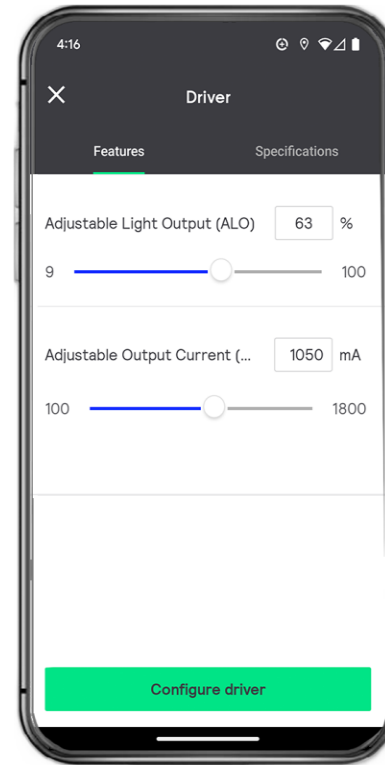 4:16
Driver
Features Specifications
Adjustable Light Output (ALO) 63 %
9 100
Adjustable Output Current (... 1050 mA
100 1800
Configure driver